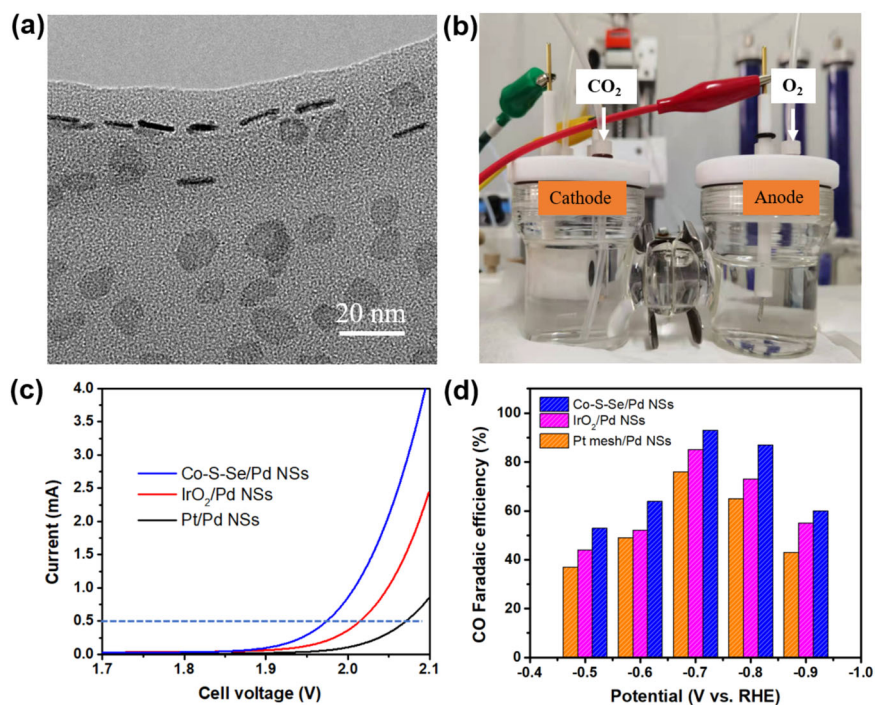 (a)
20 nm
(b)
CO₂
O₂
Cathode
Anode
(c)
4.0
3.5
3.0
2.5
2.0
1.5
1.0
0.5
0.0
Current (mA)
Co-S-Se/Pd NSs
IrO₂/Pd NSs
Pt/Pd NSs
1.7 1.8 1.9 2.0 2.1
Cell voltage (V)
(d)
100
80
60
40
20
0
CO Faradaic efficiency (%)
Co-S-Se/Pd NSs
IrO₂/Pd NSs
Pt mesh/Pd NSs
-0.4 -0.5 -0.6 -0.7 -0.8 -0.9 -1.0
Potential (V vs. RHE)